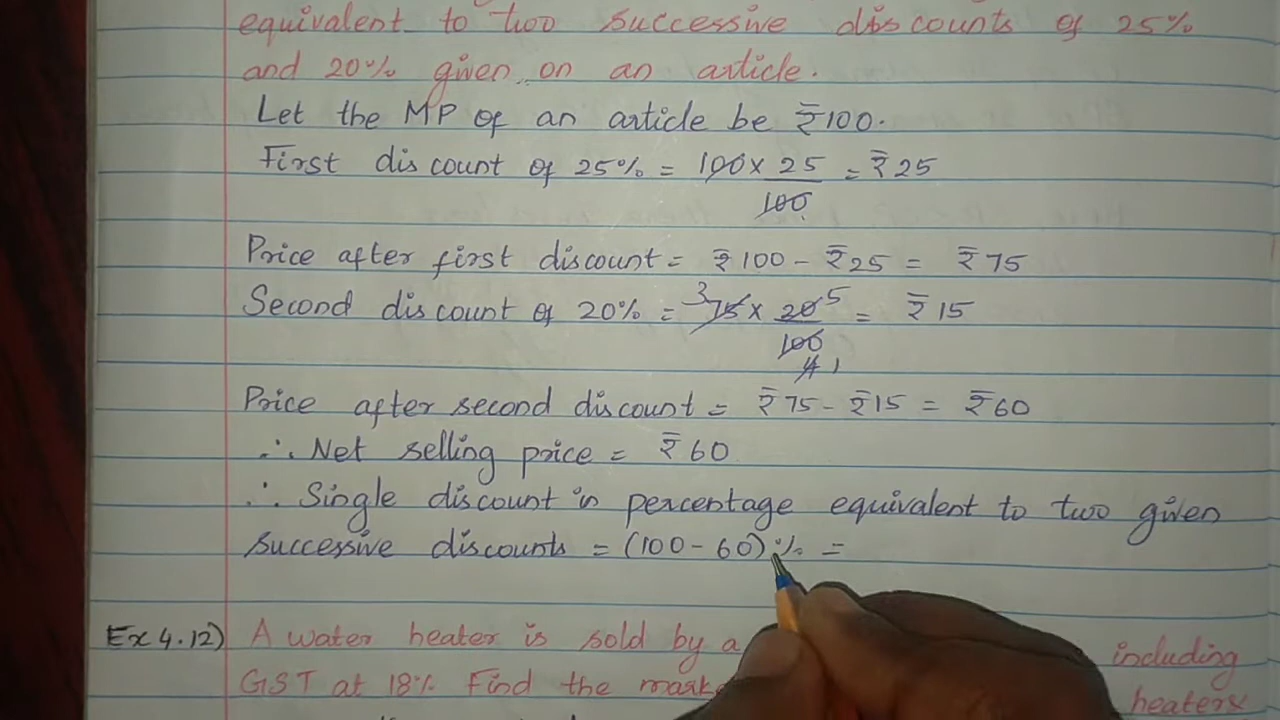 equivalent to two successive discounts of 25%
and 20% given on an article.
Let the MP of an article be ₹100.
First discount of 25% = 100 x 25 / 100 = ₹25
Price after first discount = ₹100 - ₹25 = ₹75
Second discount of 20% = 3 75 x 20 5 / 100 4 1 = ₹15
Price after second discount = ₹75 - ₹15 = ₹60
∴ Net selling price = ₹60
∴ Single discount in percentage equivalent to two given
successive discounts = (100 - 60)% =
Ex 4.12) A water heater is sold by a including
GST at 18% Find the heaters